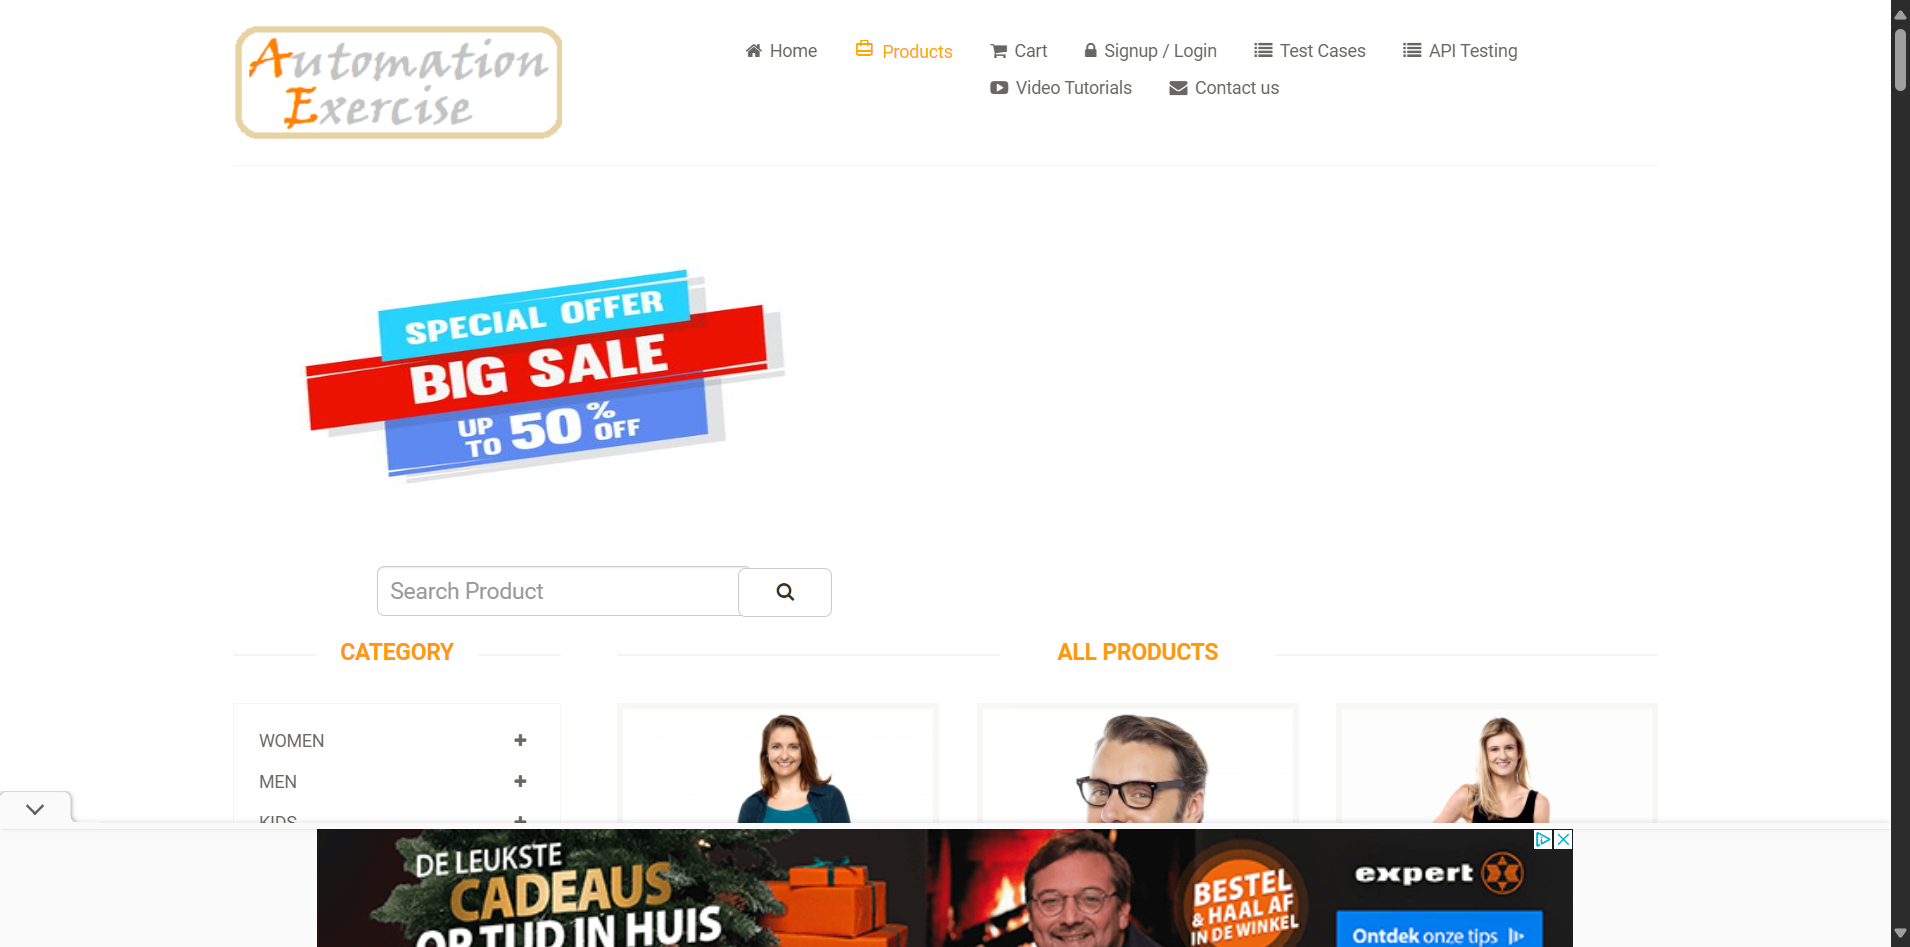 Automation
Exercise
Home
Products
Cart
Signup / Login
Test Cases
API Testing
Video Tutorials
Contact us
SPECIAL OFFER
BIG SALE
UP TO 50% OFF
Search Product
CATEGORY
ALL PRODUCTS
WOMEN
MEN
KIDS
DE LEUKSTE
CADEAUS
OP TIJD IN HUIS
BESTEL
& HAAL AF
IN DE WINKEL
expert
Ontdek onze tips